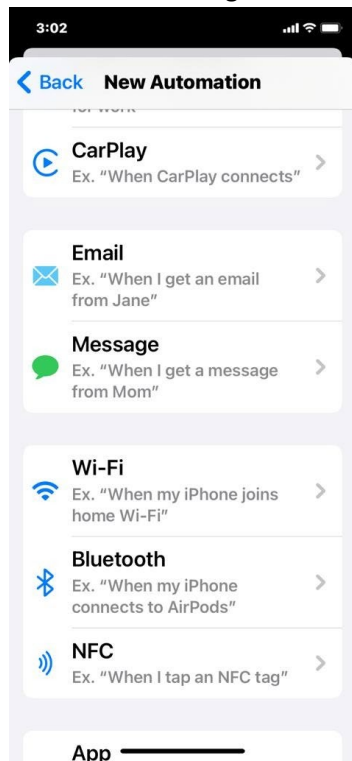 3:02
Back New Automation
for work
CarPlay
Ex. “When CarPlay connects”
Email
Ex. “When I get an email
from Jane”
Message
Ex. “When I get a message
from Mom”
Wi-Fi
Ex. “When my iPhone joins
home Wi-Fi”
Bluetooth
Ex. “When my iPhone
connects to AirPods”
NFC
Ex. “When I tap an NFC tag”
App